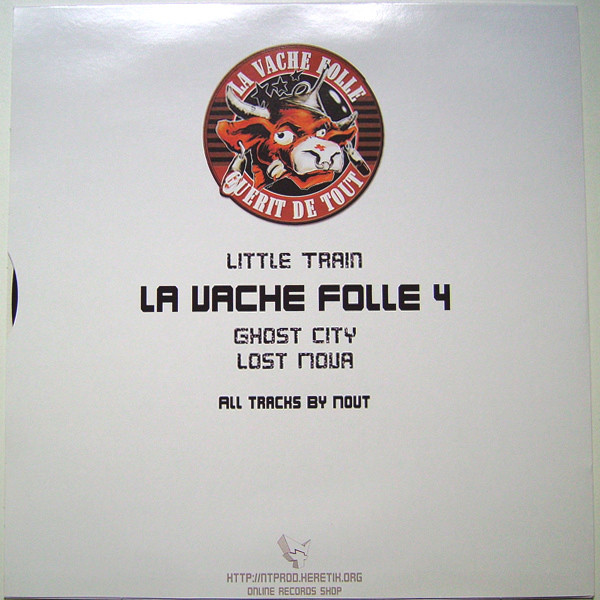 LA VACHE FOLLE
GUERIT DE TOUT
LITTLE TRAIN
LA VACHE FOLLE 4
GHOST CITY
LOST NOVA
ALL TRACKS BY NOUT
HTTP://NTPROD.HERETIK.ORG
ONLINE RECORDS SHOP